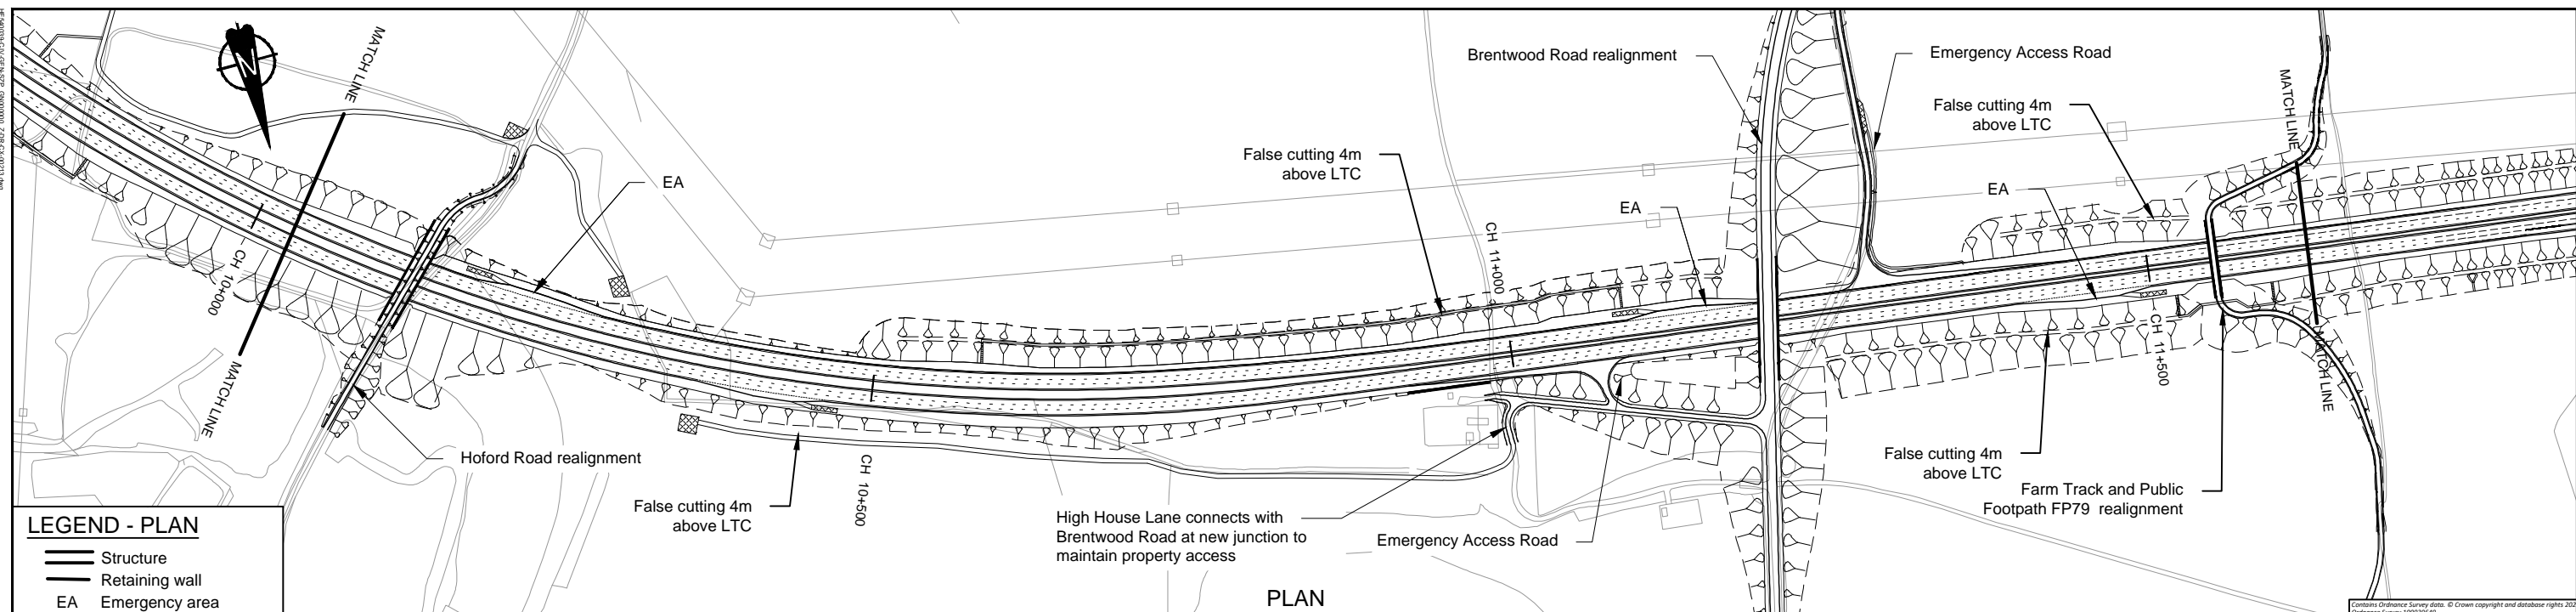 N
MATCH LINE
MATCH LINE
CH 10+000
EA
Hoford Road realignment
False cutting 4m
above LTC
CH 10+500
False cutting 4m
above LTC
CH 11+000
High House Lane connects with
Brentwood Road at new junction to
maintain property access
Emergency Access Road
EA
Brentwood Road realignment
Emergency Access Road
False cutting 4m
above LTC
EA
MATCH LINE
MATCH LINE
CH 11+500
False cutting 4m
above LTC
Farm Track and Public
Footpath FP79 realignment
LEGEND - PLAN
Structure
Retaining wall
EA Emergency area
PLAN
Contains Ordnance Survey data. © Crown copyright and database rights